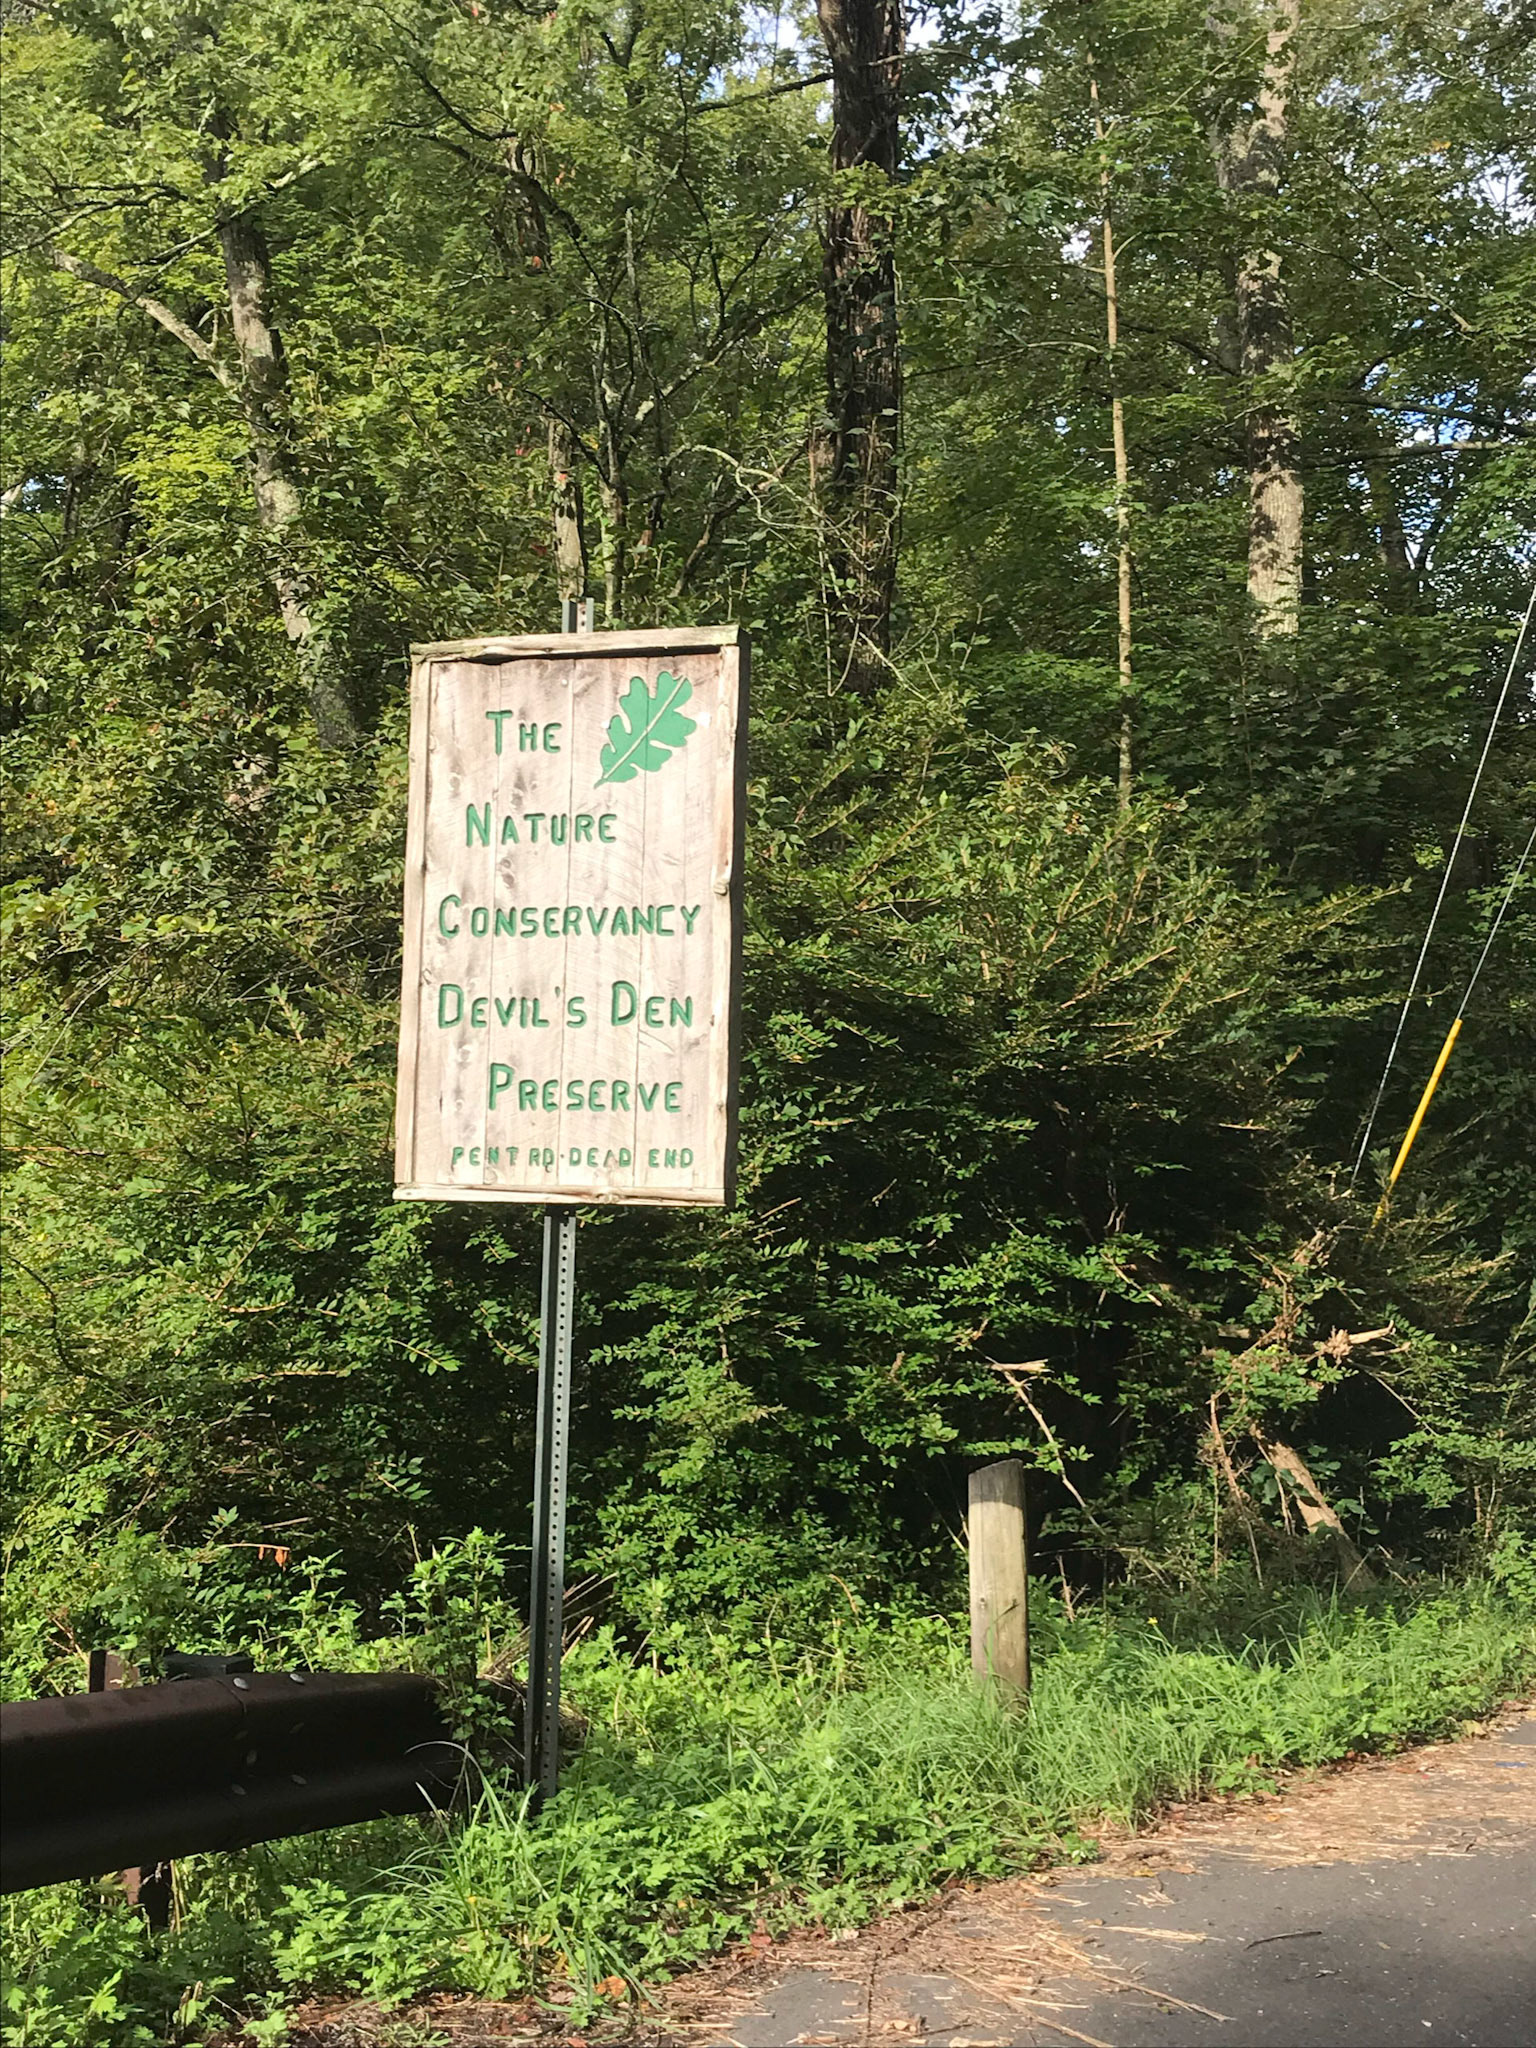 THE
NATURE
CONSERVANCY
DEVIL'S DEN
PRESERVE
PENT RD·DEAD END